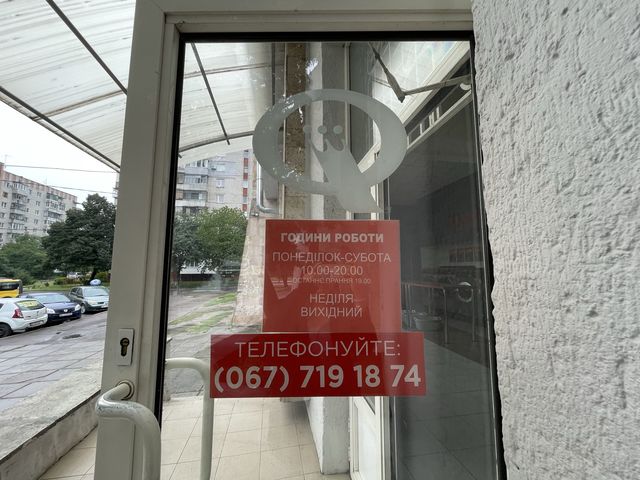 ГОДИНИ РОБОТИ
ПОНЕДІЛОК-СУБОТА
10.00-20.00
ОСТАННЄ ПРАННЯ 19.00
НЕДІЛЯ
ВИХІДНИЙ
ТЕЛЕФОНУЙТЕ:
(067) 719 18 74